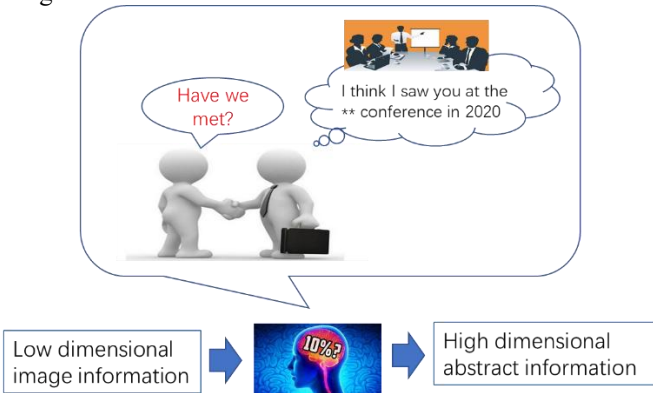 Have we
met?
I think I saw you at the
** conference in 2020
Low dimensional
image information
10%?
High dimensional
abstract information